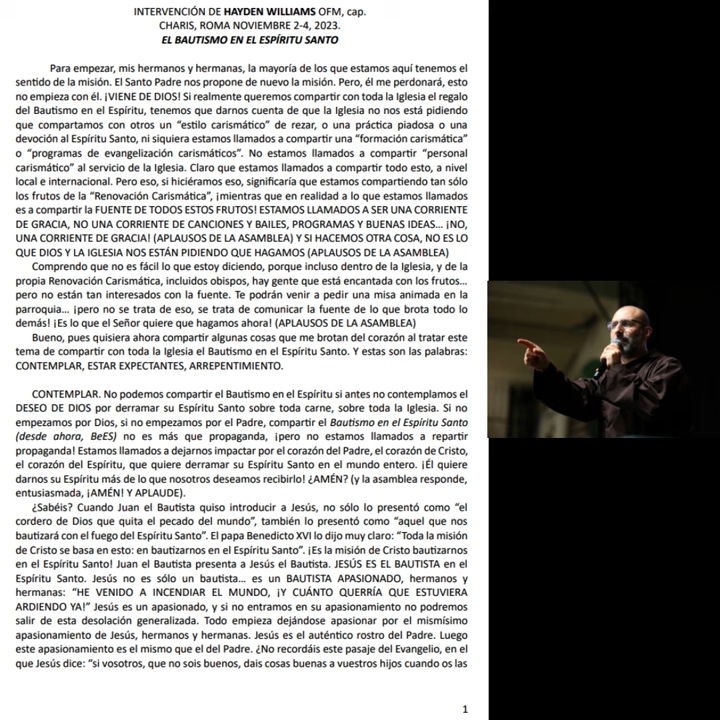 INTERVENCIÓN DE HAYDEN WILLIAMS OFM, cap.
CHARIS, ROMA NOVIEMBRE 2-4, 2023.
EL BAUTISMO EN EL ESPÍRITU SANTO
Para empezar, mis hermanos y hermanas, la mayoría de los que estamos aquí tenemos el
sentido de la misión. El Santo Padre nos propone de nuevo la misión. Pero, él me perdonará, esto
no empieza con él. ¡VIENE DE DIOS! Si realmente queremos compartir con toda la Iglesia el regalo
del Bautismo en el Espíritu, tenemos que darnos cuenta de que la Iglesia no nos está pidiendo
que compartamos con otros un “estilo carismático” de rezar, o una práctica piadosa o una
devoción al Espíritu Santo, ni siquiera estamos llamados a compartir una “formación carismática”
o “programas de evangelización carismáticos”. No estamos llamados a compartir “personal
carismático” al servicio de la Iglesia. Claro que estamos llamados a compartir todo esto, a nivel
local e internacional. Pero eso, si hiciéramos eso, significaría que estamos compartiendo tan sólo
los frutos de la “Renovación Carismática”, ¡mientras que en realidad a lo que estamos llamados
es a compartir la FUENTE DE TODOS ESTOS FRUTOS! ESTAMOS LLAMADOS A SER UNA CORRIENTE
DE GRACIA, NO UNA CORRIENTE DE CANCIONES Y BAILES, PROGRAMAS Y BUENAS IDEAS... ¡NO,
UNA CORRIENTE DE GRACIA! (APLAUSOS DE LA ASAMBLEA) Y SI HACEMOS OTRA COSA, NO ES LO
QUE DIOS Y LA IGLESIA NOS ESTÁN PIDIENDO QUE HAGAMOS (APLAUSOS DE LA ASAMBLEA)
Comprendo que no es fácil lo que estoy diciendo, porque incluso dentro de la Iglesia, y de la
propia Renovación Carismática, incluidos obispos, hay gente que está encantada con los frutos...
pero no están tan interesados con la fuente. Te podrán venir a pedir una misa animada en la
parroquia... ¡pero no se trata de eso, se trata de comunicar la fuente de lo que brota todo lo
demás! ¡Es lo que el Señor quiere que hagamos ahora! (APLAUSOS DE LA ASAMBLEA)
Bueno, pues quisiera ahora compartir algunas cosas que me brotan del corazón al tratar este
tema de compartir con toda la Iglesia el Bautismo en el Espíritu Santo. Y estas son las palabras:
CONTEMPLAR, ESTAR EXPECTANTES, ARREPENTIMIENTO.
CONTEMPLAR. No podemos compartir el Bautismo en el Espíritu si antes no contemplamos el
DESEO DE DIOS por derramar su Espíritu Santo sobre toda carne, sobre toda la Iglesia. Si no
empezamos por Dios, si no empezamos por el Padre, compartir el Bautismo en el Espíritu Santo
(desde ahora, BeES) no es más que propaganda, ¡pero no estamos llamados a repartir
propaganda! Estamos llamados a dejarnos impactar por el corazón del Padre, el corazón de Cristo,
el corazón del Espíritu, que quiere derramar su Espíritu Santo en el mundo entero. ¡Él quiere
darnos su Espíritu más de lo que nosotros deseamos recibirlo! ¿AMÉN? (y la asamblea responde,
entusiasmada, ¡AMÉN! Y APLAUDE).
¿Sabéis? Cuando Juan el Bautista quiso introducir a Jesús, no sólo lo presentó como “el
cordero de Dios que quita el pecado del mundo”, también lo presentó como “aquel que nos
bautizará con el fuego del Espíritu Santo”. El papa Benedicto XVI lo dijo muy claro: “Toda la misión
de Cristo se basa en esto: en bautizarnos en el Espíritu Santo”. ¡Es la misión de Cristo bautizarnos
en el Espíritu Santo! Juan el Bautista presenta a Jesús el Bautista. JESÚS ES EL BAUTISTA en el
Espíritu Santo. Jesús no es sólo un bautista... es un BAUTISTA APASIONADO, hermanos y
hermanas: “HE VENIDO A INCENDIAR EL MUNDO, ¡Y CUÁNTO QUERRÍA QUE ESTUVIERA
ARDIENDO YA!” Jesús es un apasionado, y si no entramos en su apasionamiento no podremos
salir de esta desolación generalizada. Todo empieza dejándose apasionar por el mismísimo
apasionamiento de Jesús, hermanos y hermanas. Jesús es el auténtico rostro del Padre. Luego
este apasionamiento es el mismo que el del Padre. ¿No recordáis este pasaje del Evangelio, en el
que Jesús dice: “si vosotros, que no sois buenos, dais cosas buenas a vuestros hijos cuando os las
1